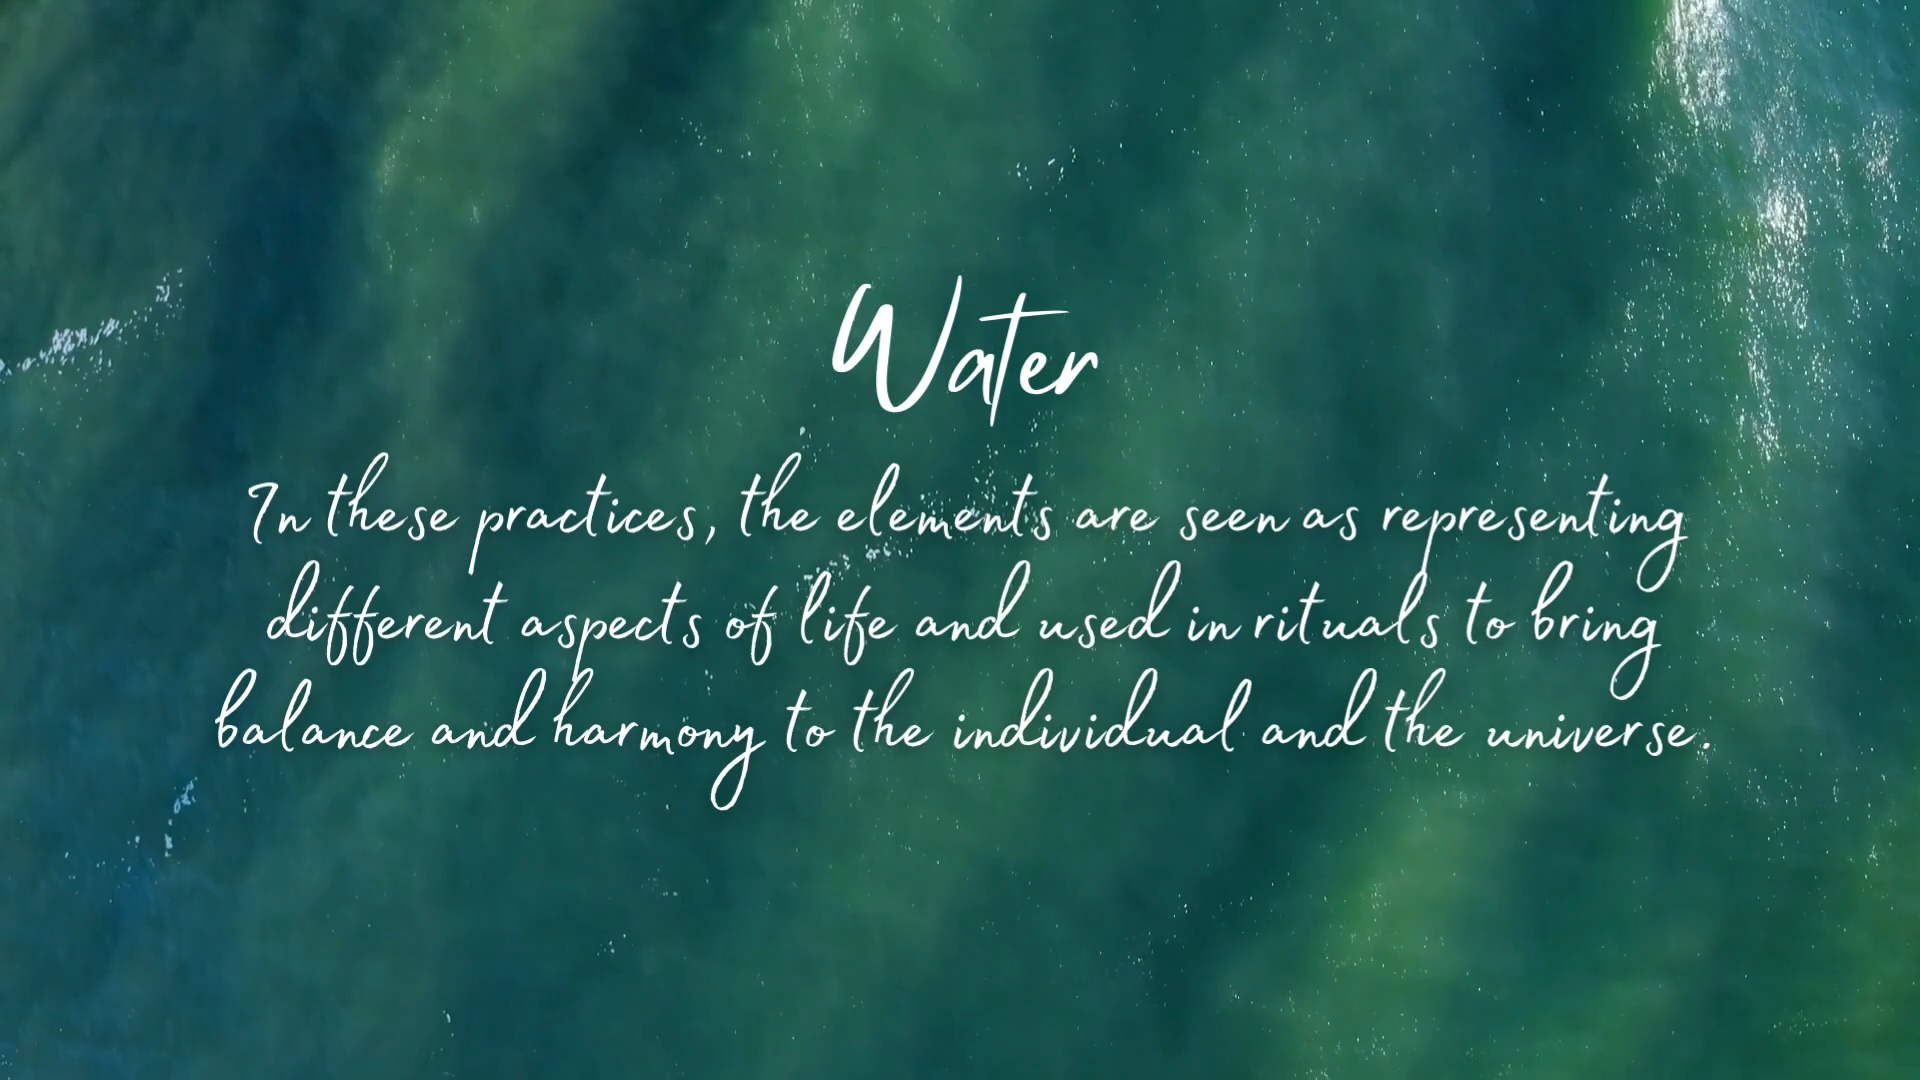 Water
In these practices, the elements are seen as representing
different aspects of life and used in rituals to bring
balance and harmony to the individual and the universe.